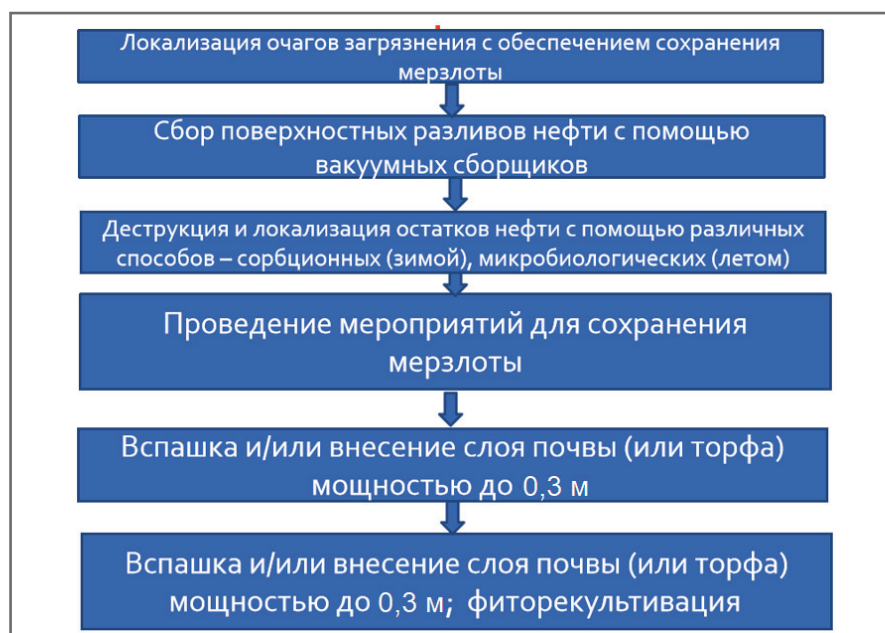 Локализация очагов загрязнения с обеспечением сохранения
мерзлоты
Сбор поверхностных разливов нефти с помощью
вакуумных сборщиков
Деструкция и локализация остатков нефти с помощью различных
способов – сорбционных (зимой), микробиологических (летом)
Проведение мероприятий для сохранения
мерзлоты
Вспашка и/или внесение слоя почвы (или торфа)
мощностью до 0,3 м
Вспашка и/или внесение слоя почвы (или торфа)
мощностью до 0,3 м; фиторекультивация